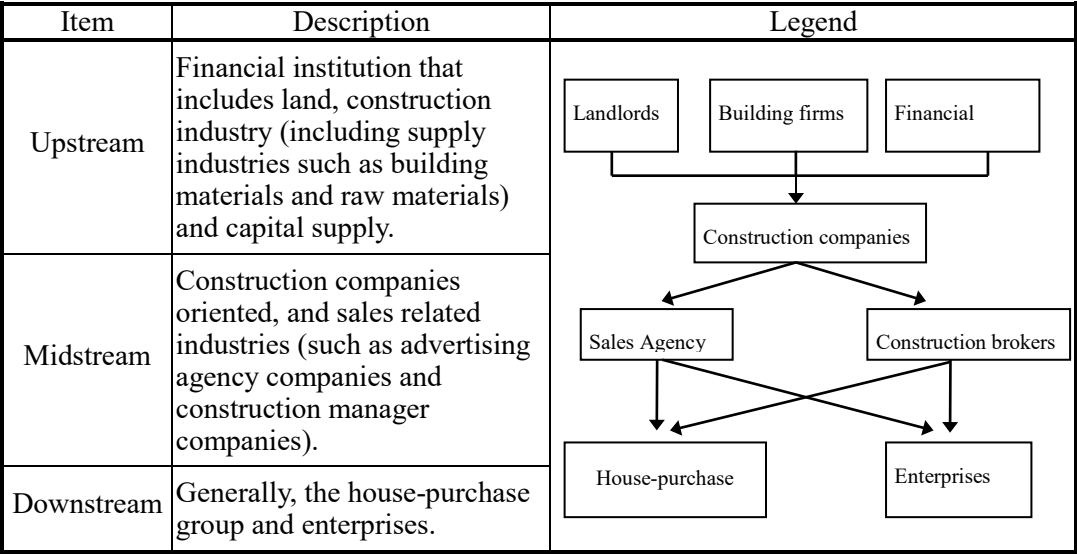 Item
Description
Legend
Upstream
Financial institution that
includes land, construction
industry (including supply
industries such as building
materials and raw materials)
and capital supply.
Midstream
Construction companies
oriented, and sales related
industries (such as advertising
agency companies and
construction manager
companies).
Downstream
Generally, the house-purchase
group and enterprises.
Landlords
Building firms
Financial
Construction companies
Sales Agency
Construction brokers
House-purchase
Enterprises